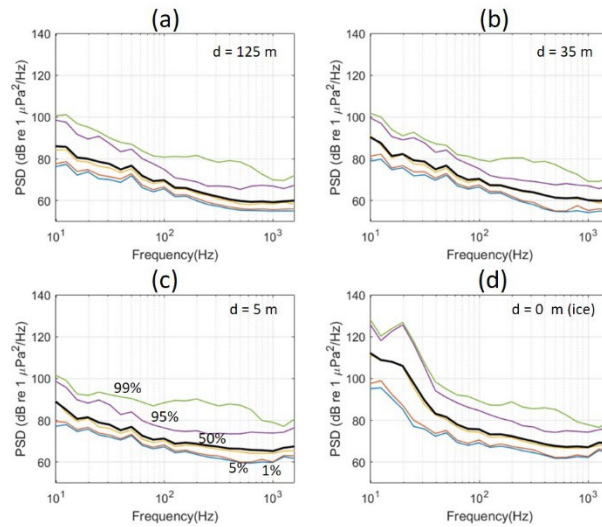 (a)
d = 125 m
PSD (dB re 1 μPa²/Hz)
140
120
100
80
60
10¹ 10² 10³
Frequency(Hz)
(b)
d = 35 m
PSD (dB re 1 μPa²/Hz)
140
120
100
80
60
10¹ 10² 10³
Frequency(Hz)
(c)
d = 5 m
PSD (dB re 1 μPa²/Hz)
140
120
100
80
60
99%
95%
50%
5% 1%
10¹ 10² 10³
Frequency(Hz)
(d)
d = 0 m (ice)
PSD (dB re 1 μPa²/Hz)
140
120
100
80
60
10¹ 10² 10³
Frequency(Hz)